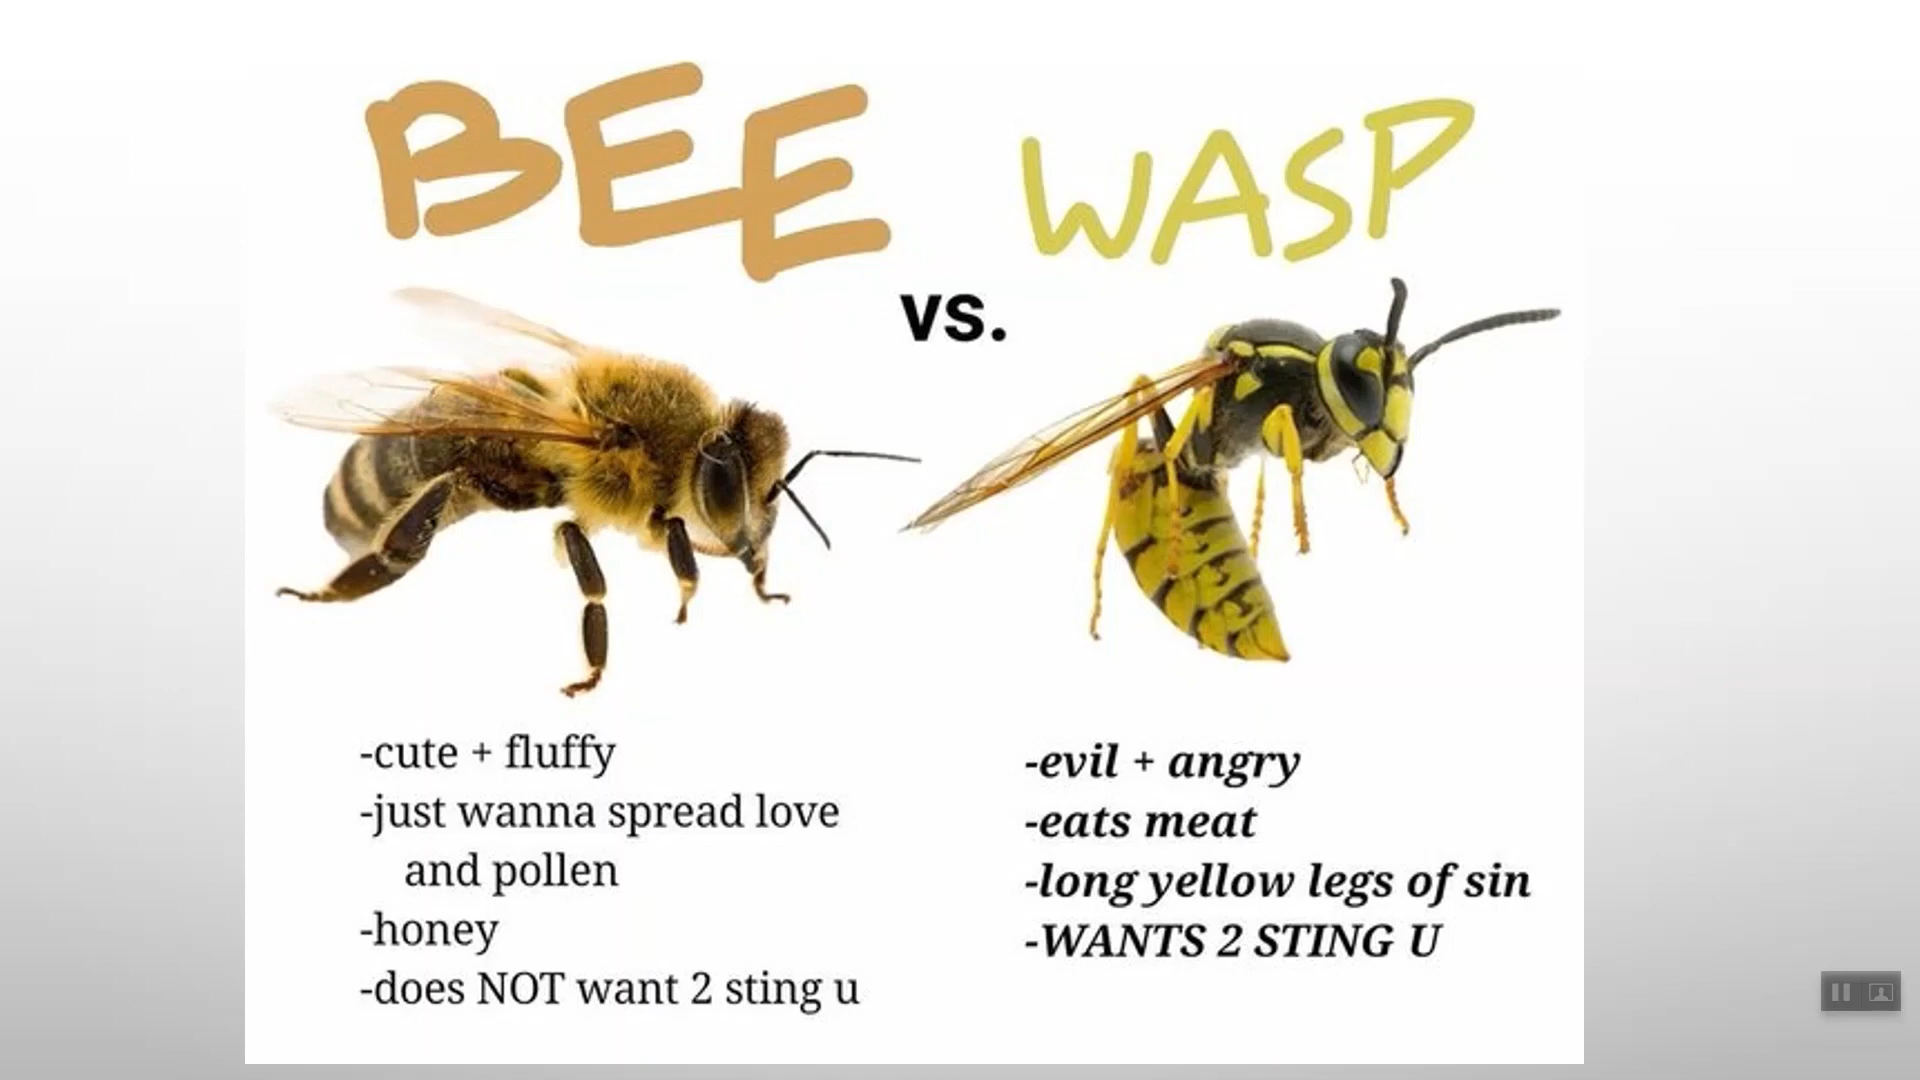 BEE
WASP
vs.
-cute + fluffy
-just wanna spread love
and pollen
-honey
-does NOT want 2 sting u
-evil + angry
-eats meat
-long yellow legs of sin
-WANTS 2 STING U